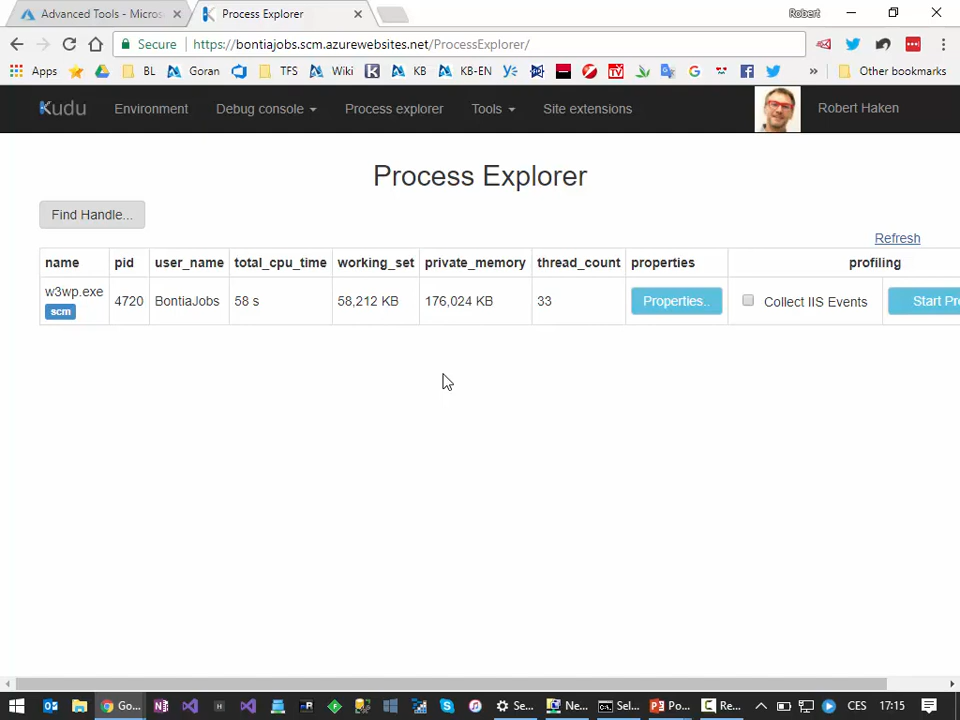 Advanced Tools - Micros
Process Explorer
Robert
Secure
https://bontiajobs.scm.azurewebsites.net/ProcessExplorer/
Apps
BL
Goran
TFS
Wiki
KB
KB-EN
Other bookmarks
Kudu
Environment
Debug console
Process explorer
Tools
Site extensions
Robert Haken
Process Explorer
Find Handle...
Refresh
name pid user_name total_cpu_time working_set private_memory thread_count properties profiling
w3wp.exe 4720 BontiaJobs 58 s 58,212 KB 176,024 KB 33 Properties.. Collect IIS Events Start Pro
scm
Go...
Se...
Ne...
Sel...
Po...
Re...
CES
17:15